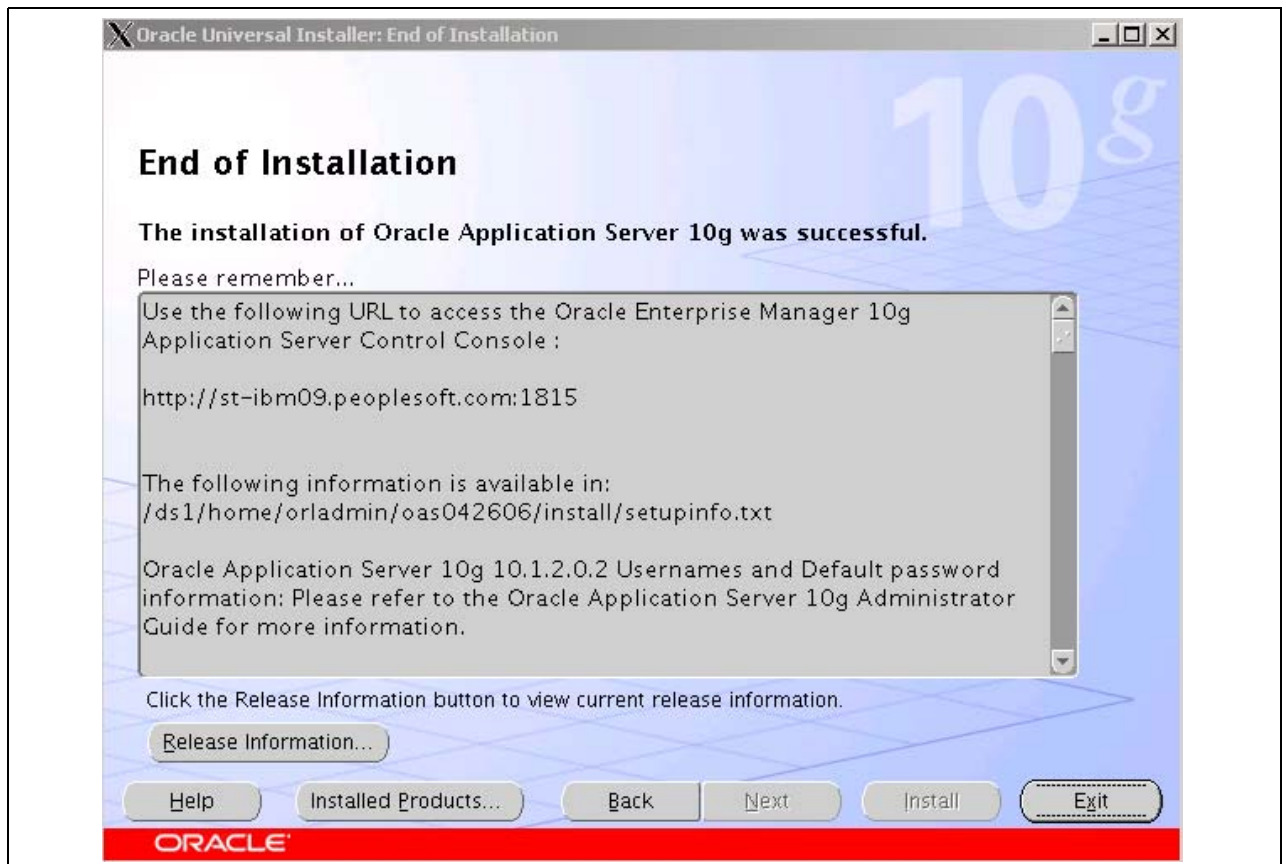 X Oracle Universal Installer: End of Installation
10g
End of Installation
The installation of Oracle Application Server 10g was successful.
Please remember...
Use the following URL to access the Oracle Enterprise Manager 10g
Application Server Control Console :
http://st-ibm09.peoplesoft.com:1815
The following information is available in:
/ds1/home/orladmin/oas042606/install/setupinfo.txt
Oracle Application Server 10g 10.1.2.0.2 Usernames and Default password
information: Please refer to the Oracle Application Server 10g Administrator
Guide for more information.
Click the Release Information button to view current release information.
Release Information...
Help Installed Products... Back Next Install Exit
ORACLE